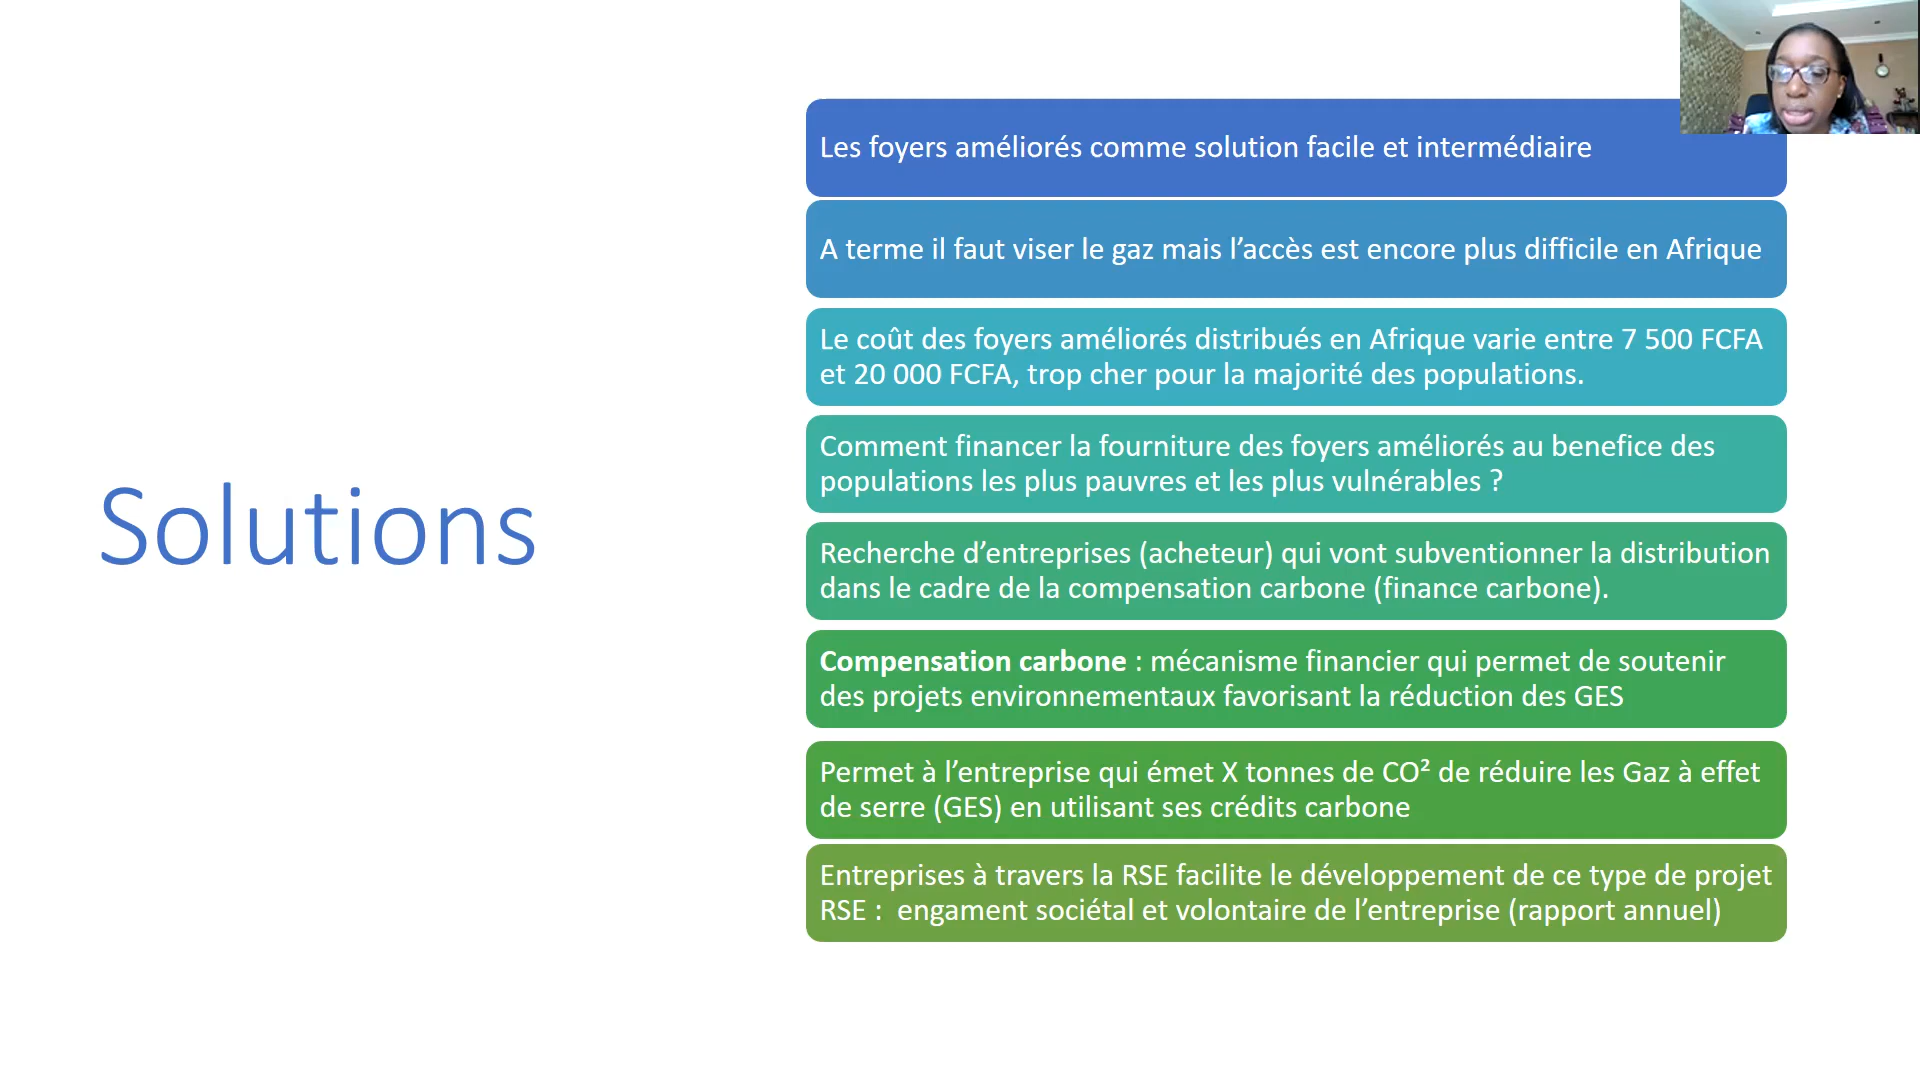 Solutions
Les foyers améliorés comme solution facile et intermédiaire
A terme il faut viser le gaz mais l’accès est encore plus difficile en Afrique
Le coût des foyers améliorés distribués en Afrique varie entre 7 500 FCFA
et 20 000 FCFA, trop cher pour la majorité des populations.
Comment financer la fourniture des foyers améliorés au benefice des
populations les plus pauvres et les plus vulnérables ?
Recherche d’entreprises (acheteur) qui vont subventionner la distribution
dans le cadre de la compensation carbone (finance carbone).
Compensation carbone : mécanisme financier qui permet de soutenir
des projets environnementaux favorisant la réduction des GES
Permet à l’entreprise qui émet X tonnes de CO² de réduire les Gaz à effet
de serre (GES) en utilisant ses crédits carbone
Entreprises à travers la RSE facilite le développement de ce type de projet
RSE :  engament sociétal et volontaire de l’entreprise (rapport annuel)